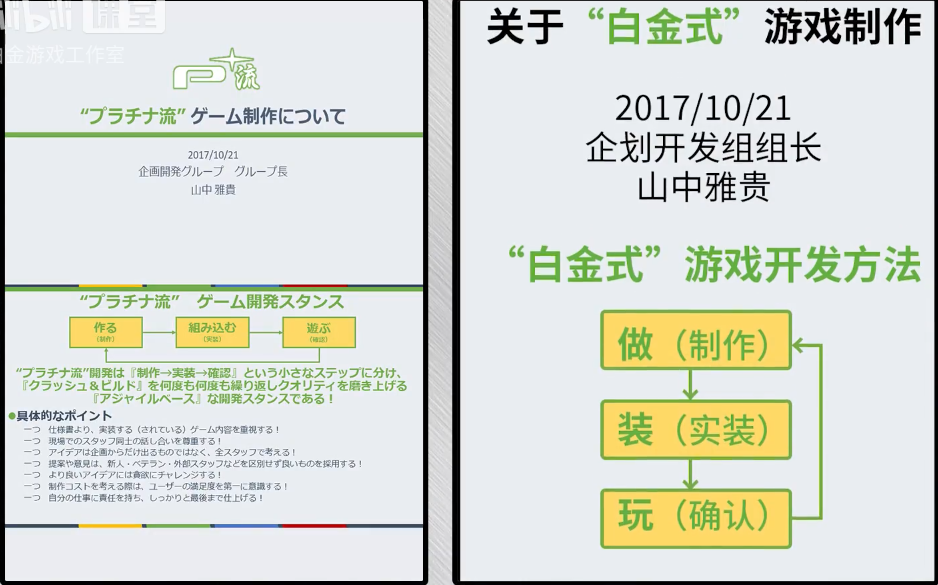 bilibili 课堂
白金游戏工作室
P流
“プラチナ流” ゲーム制作について
2017/10/21
企画開発グループ　グループ長
山中 雅貴
“プラチナ流”　ゲーム開発スタンス
作る
(制作)
組み込む
(実装)
遊ぶ
(確認)
“プラチナ流”開発は『制作→実装→確認』という小さなステップに分け、
『クラッシュ＆ビルド』を何度も何度も繰り返しクオリティを磨き上げる
『アジャイルベース』な開発スタンスである！
●具体的なポイント
一つ　仕様書より、実装する（されている）ゲーム内容を重視する！
一つ　現場でのスタッフ同士の話し合いを尊重する！
一つ　アイデアは企画からだけ出るものではなく、全スタッフで考える！
一つ　提案や意見は、新人・ベテラン・外部スタッフなどを区別せず良いものを採用する！
一つ　より良いアイデアには貪欲にチャレンジする！
一つ　制作コストを考える際は、ユーザーの満足度を第一に意識する！
一つ　自分の仕事に責任を持ち、しっかりと最後まで仕上げる！
关于“白金式”游戏制作
2017/10/21
企划开发组组长
山中雅贵
“白金式”游戏开发方法
做（制作）
装（实装）
玩（确认）